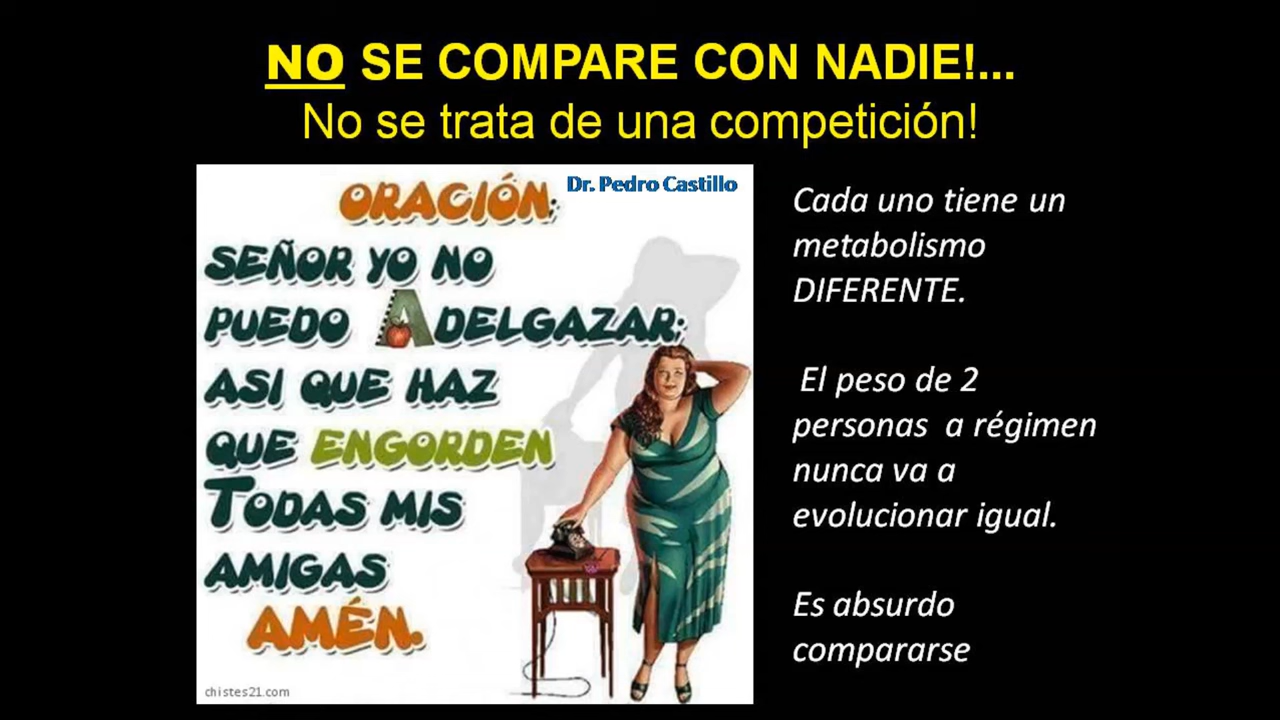 NO SE COMPARE CON NADIE!...
No se trata de una competición!
Dr. Pedro Castillo
ORACIÓN:
SEÑOR YO NO
PUEDO ADELGAZAR;
ASI QUE HAZ
QUE ENGORDEN
TODAS MIS
AMIGAS
AMÉN.
chistes21.com
Cada uno tiene un
metabolismo
DIFERENTE.
El peso de 2
personas a régimen
nunca va a
evolucionar igual.
Es absurdo
compararse